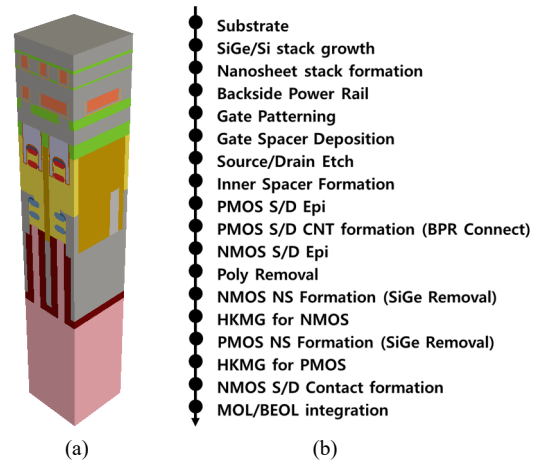 Substrate
SiGe/Si stack growth
Nanosheet stack formation
Backside Power Rail
Gate Patterning
Gate Spacer Deposition
Source/Drain Etch
Inner Spacer Formation
PMOS S/D Epi
PMOS S/D CNT formation (BPR Connect)
NMOS S/D Epi
Poly Removal
NMOS NS Formation (SiGe Removal)
HKMG for NMOS
PMOS NS Formation (SiGe Removal)
HKMG for PMOS
NMOS S/D Contact formation
MOL/BEOL integration
(a)
(b)